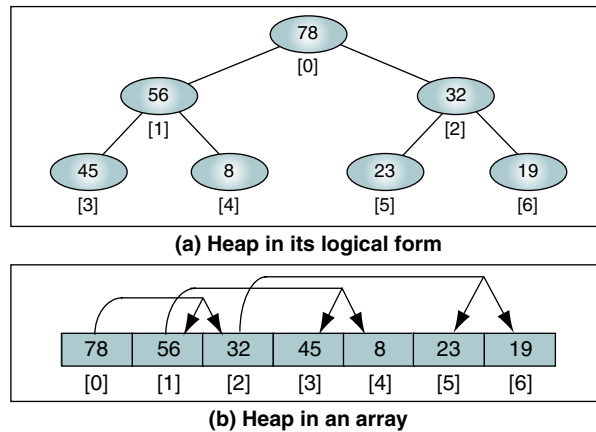 78
[0]
56 32
[1] [2]
45 8 23 19
[3] [4] [5] [6]
(a) Heap in its logical form
78 56 32 45 8 23 19
[0] [1] [2] [3] [4] [5] [6]
(b) Heap in an array